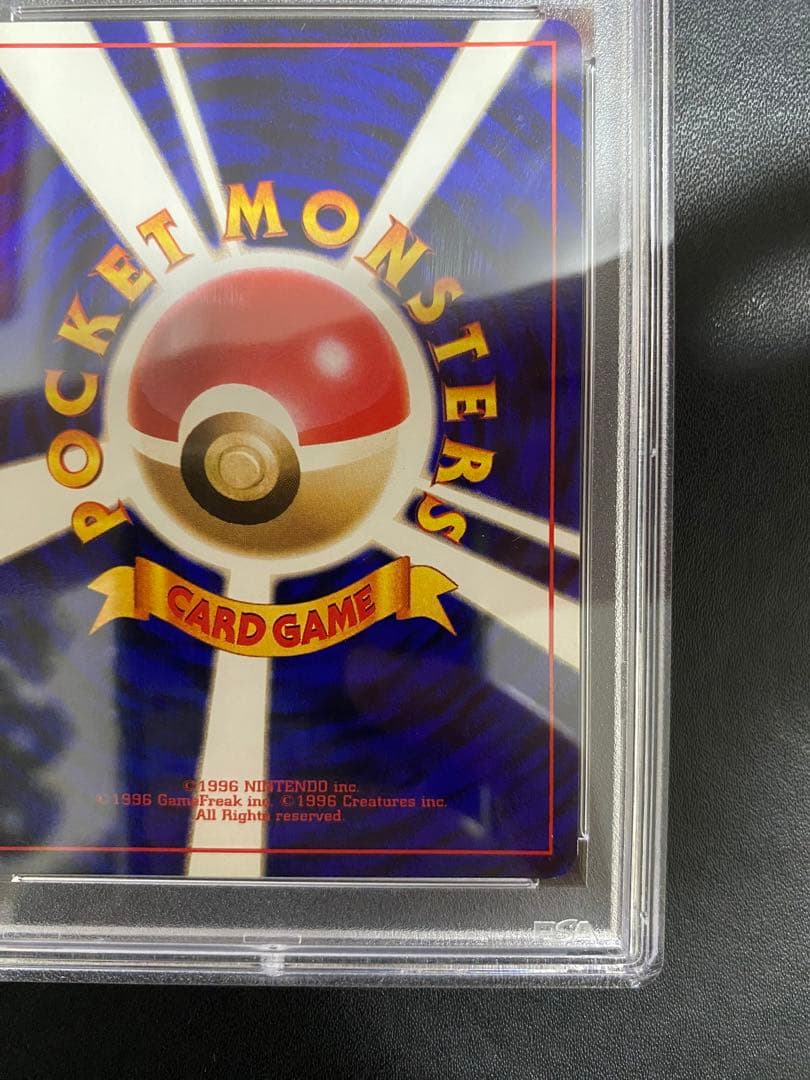 POCKET MONSTERS
CARD GAME
©1996 NINTENDO inc.
©1996 GameFreak inc. ©1996 Creatures inc.
All Rights reserved.
PSA